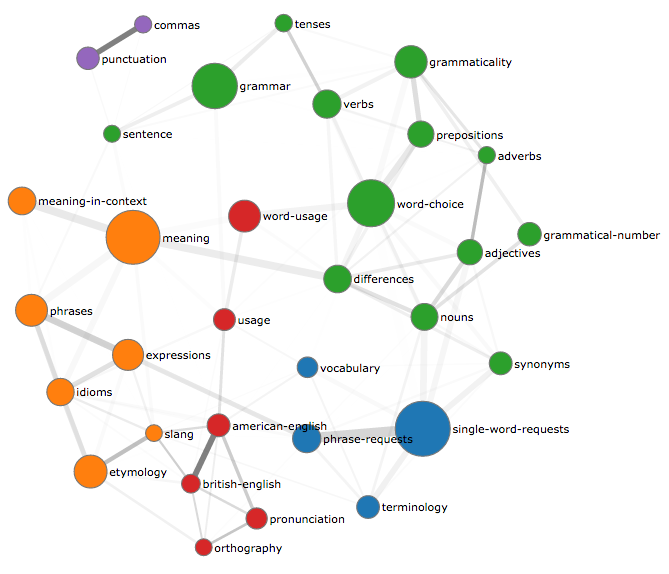 tenses
commas
punctuation
grammaticality
grammar
verbs
sentence
prepositions
adverbs
meaning-in-context
word-choice
word-usage
meaning
grammatical-number
adjectives
differences
phrases
nouns
usage
expressions
synonyms
vocabulary
idioms
american-english
single-word-requests
slang
phrase-requests
etymology
british-english
terminology
pronunciation
orthography